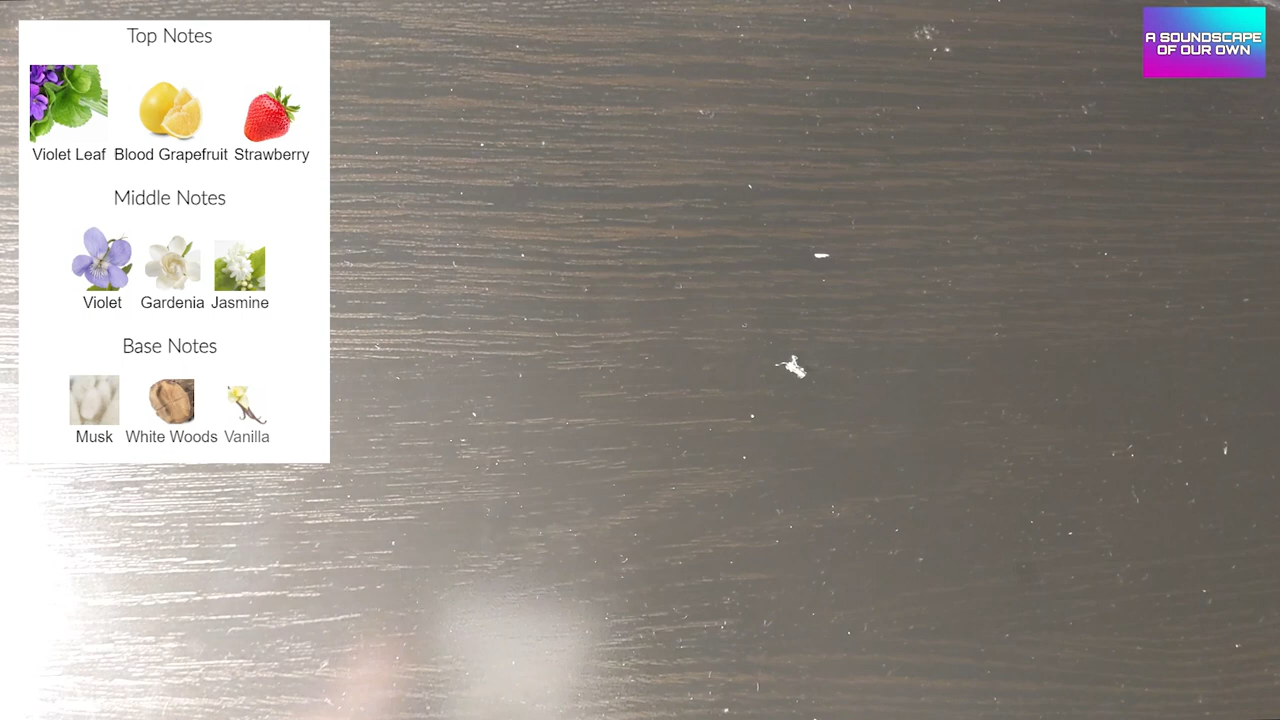 Top Notes
Violet Leaf Blood Grapefruit Strawberry
Middle Notes
Violet Gardenia Jasmine
Base Notes
Musk White Woods Vanilla
A SOUNDSCAPE
OF OUR OWN